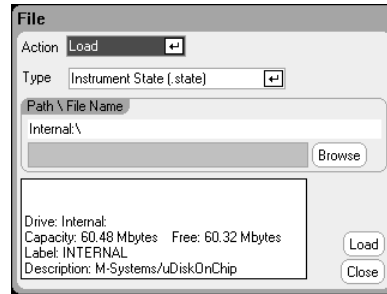 File
Action Load
Type Instrument State (.state)
Path \ File Name
Internal:\
Browse
Drive: Internal:
Capacity: 60.48 Mbytes Free: 60.32 Mbytes
Label: INTERNAL
Description: M-Systems/uDiskOnChip
Load
Close